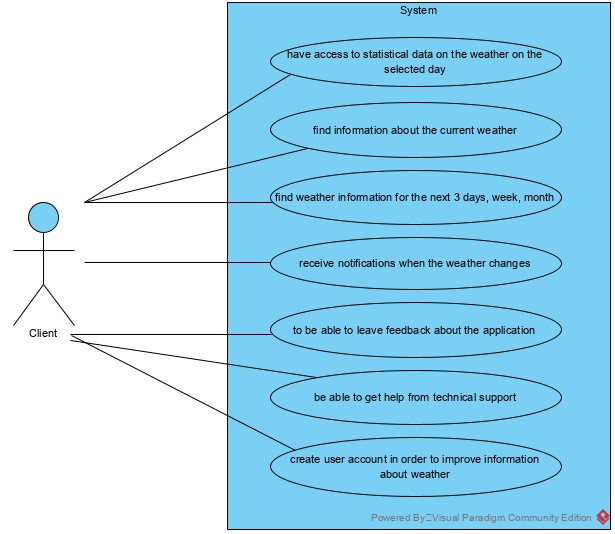 System
have access to statistical data on the weather on the
selected day
find information about the current weather
find weather information for the next 3 days, week, month
receive notifications when the weather changes
Client
to be able to leave feedback about the application
be able to get help from technical support
create user account in order to improve information
about weather
Powered By Visual Paradigm Community Edition